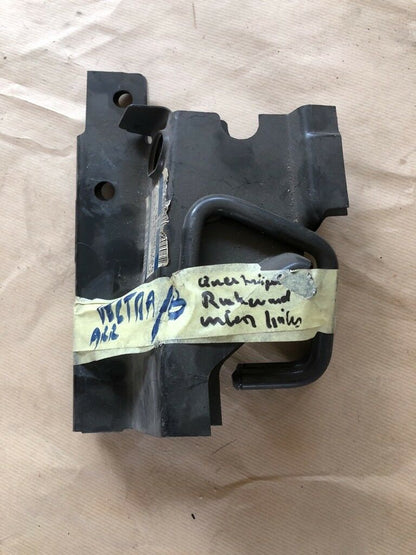 VECTRA /B
Querträger
Rückwand
unten links